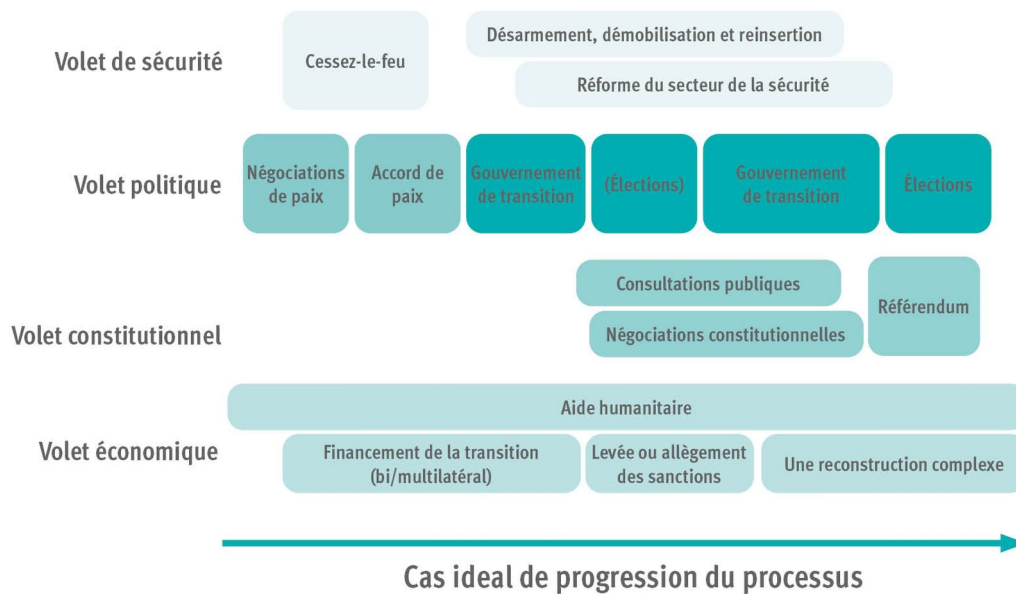 Volet de sécurité
Cessez-le-feu
Désarmement, démobilisation et reinsertion
Réforme du secteur de la sécurité
Volet politique
Négociations
de paix
Accord de
paix
Gouvernement
de transition
(Élections)
Gouvernement
de transition
Élections
Volet constitutionnel
Consultations publiques
Négociations constitutionnelles
Référendum
Volet économique
Aide humanitaire
Financement de la transition
(bi/multilatéral)
Levée ou allègement
des sanctions
Une reconstruction complexe
Cas ideal de progression du processus